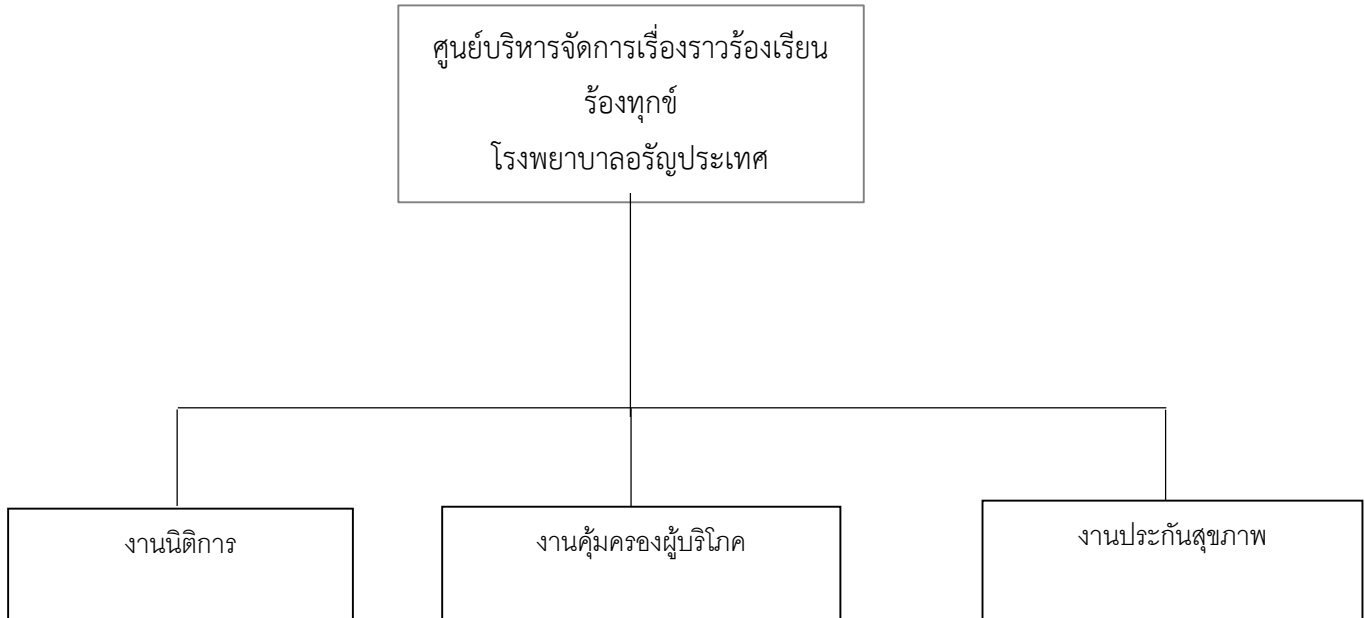 ศูนย์บริหารจัดการเรื่องราวร้องเรียน
ร้องทุกข์
โรงพยาบาลอรัญประเทศ
งานนิติการ
งานคุ้มครองผู้บริโภค
งานประกันสุขภาพ